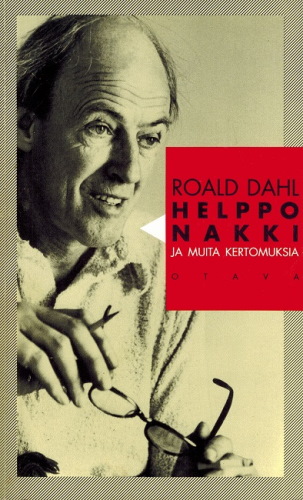 ROALD DAHL
HELPPO
NAKKI
JA MUITA KERTOMUKSIA
OTAVA